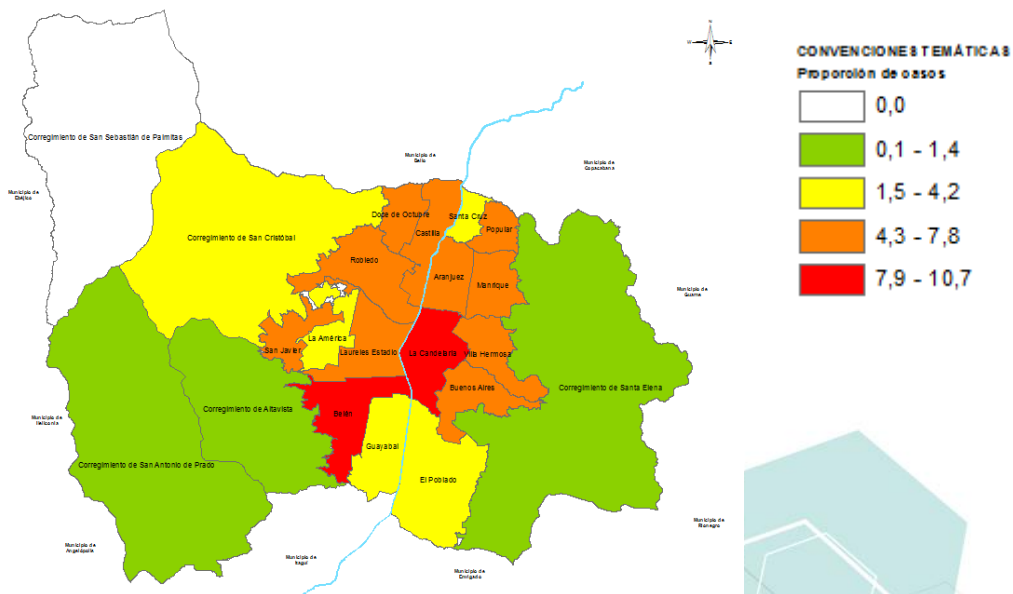 N
W
E
S
CONVENCIONES TEMÁTICAS
Proporción de casos
0,0
0,1 - 1,4
1,5 - 4,2
4,3 - 7,8
7,9 - 10,7
Corregimiento de San Sebastián de Palmitas
Municipio de
Bello
Municipio de
Copacabana
Municipio de
Ebéjico
Doce de Octubre
Santa Cruz
Castilla
Popular
Corregimiento de San Cristóbal
Robledo
Aranjuez
Manrique
Municipio de
Guarne
La América
San Javier
Laureles Estadio
La Candelaria
Villa Hermosa
Buenos Aires
Corregimiento de Santa Elena
Corregimiento de Altavista
Belén
Municipio de
Heliconia
Guayabal
Corregimiento de San Antonio de Prado
El Poblado
Municipio de
Rionegro
Municipio de
Angelópolis
Municipio de
Itagüí
Municipio de
Envigado